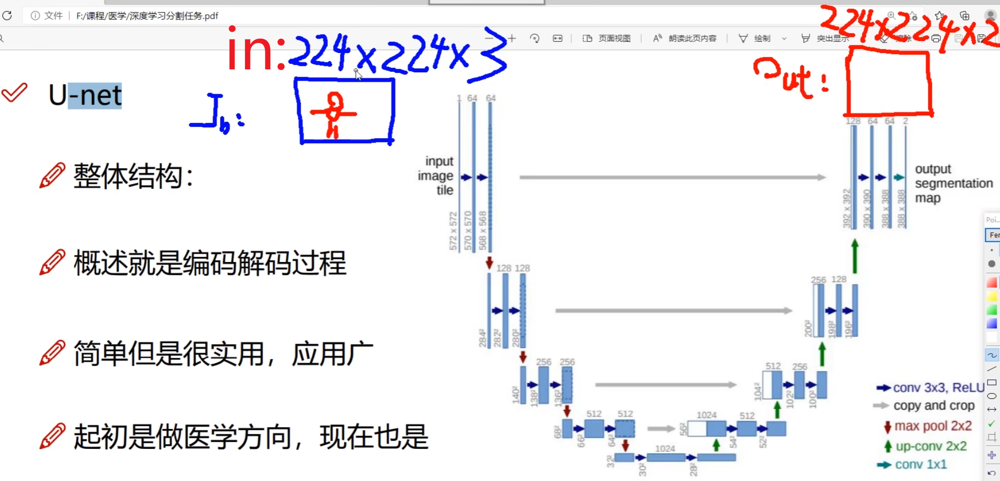 文件 F:/课程/医学/深度学习分割任务.pdf
224x224x2
in:224x224x3
页面视图 朗读此页内容 绘制 突出显示
out:
U-net
Ib:
1 64 64
128 64 64 2
input
image
tile
output
segmentation
map
572 x 572
570 x 570
568 x 568
392 x 392
390 x 390
388 x 388
388 x 388
整体结构：
128 128
256 128
概述就是编码解码过程
284²
282²
280²
200²
198²
196²
256 256
512 256
简单但是很实用，应用广
140²
138²
136²
104²
102²
100²
512 512
1024 512
68²
66²
64²
56²
54²
52²
起初是做医学方向，现在也是
1024
32²
30²
28²
conv 3x3, ReLU
copy and crop
max pool 2x2
up-conv 2x2
conv 1x1
Poi...
Fer